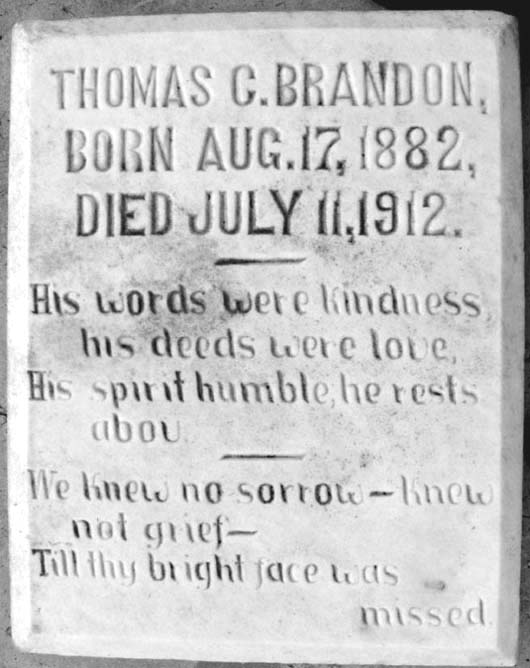 THOMAS C. BRANDON,
BORN AUG. 17, 1882,
DIED JULY 11, 1912.
His words were kindness,
his deeds were love,
His spirit humble, he rests
abov
We knew no sorrow – knew
not grief –
Till thy bright face was
missed.